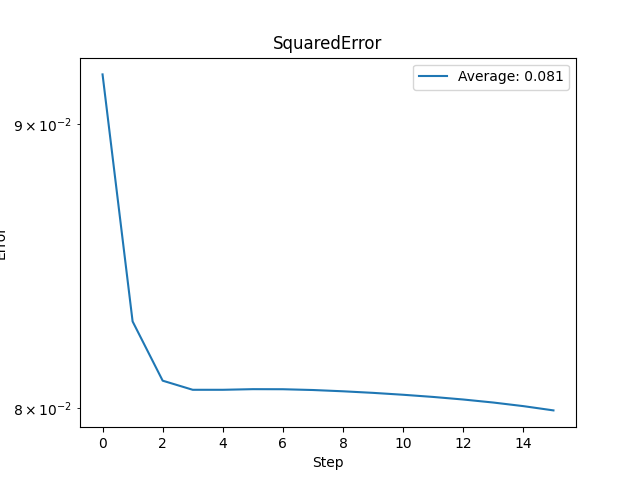 SquaredError
Average: 0.081
9 × 10⁻²
8 × 10⁻²
Error
0 2 4 6 8 10 12 14
Step